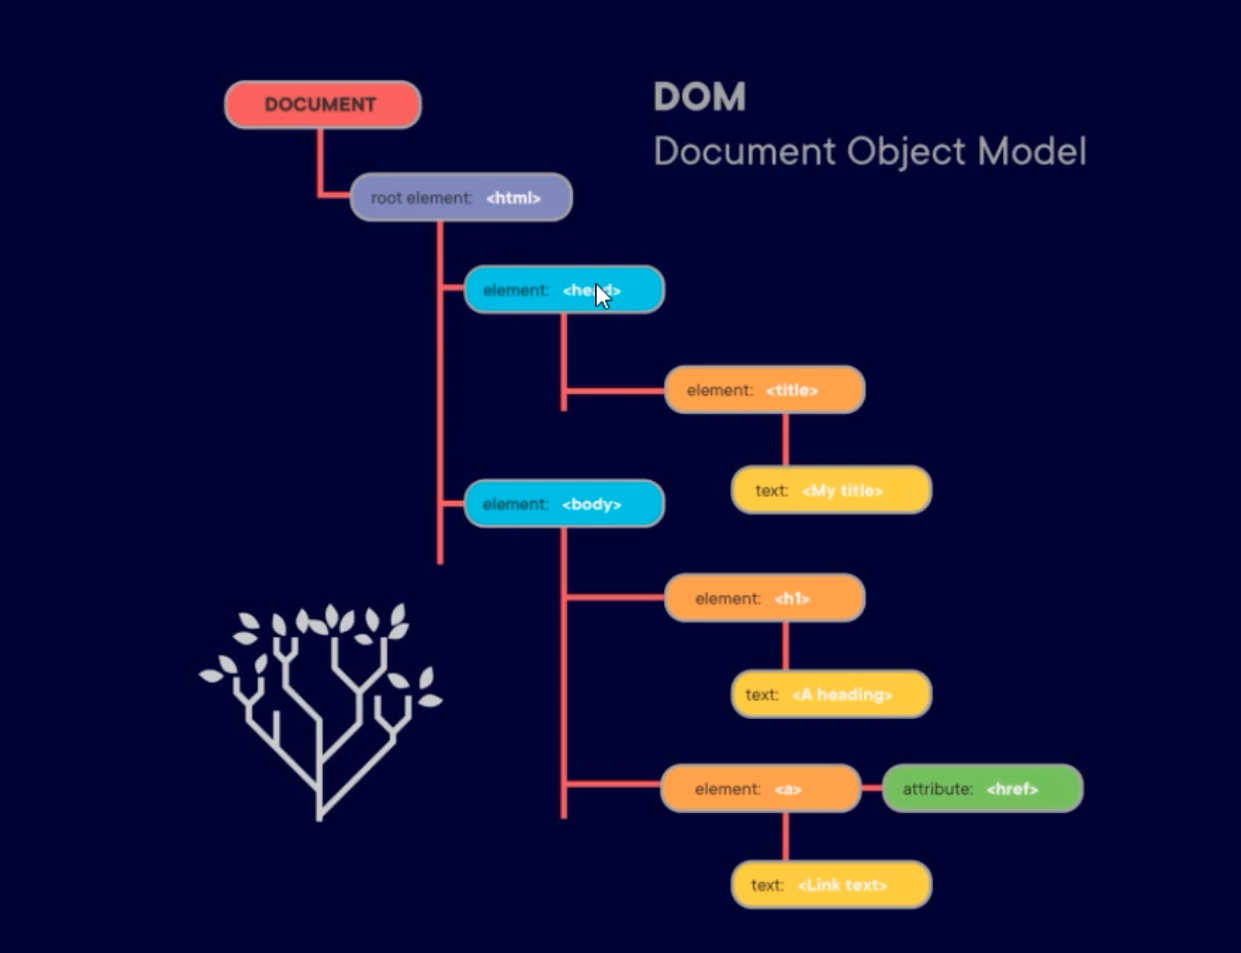 DOCUMENT
DOM
Document Object Model
root element: <html>
element:
element: <title>
text: <My title>
element: <body>
element: <h1>
text: <A heading>
element: <a>
attribute: <href>
text: <Link text>